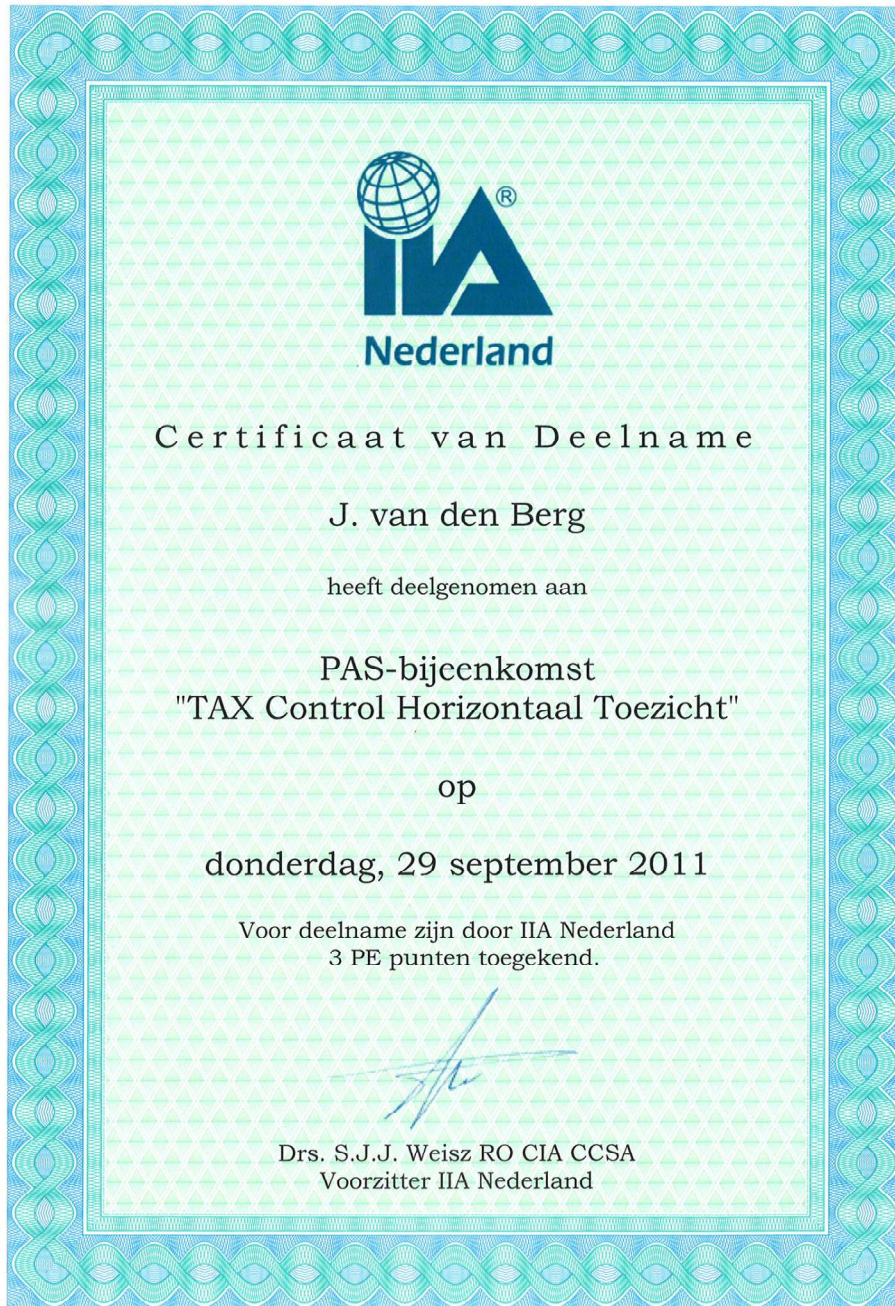 IIA®
Nederland
Certificaat van Deelname
J. van den Berg
heeft deelgenomen aan
PAS-bijeenkomst
"TAX Control Horizontaal Toezicht"
op
donderdag, 29 september 2011
Voor deelname zijn door IIA Nederland
3 PE punten toegekend.
Drs. S.J.J. Weisz RO CIA CCSA
Voorzitter IIA Nederland